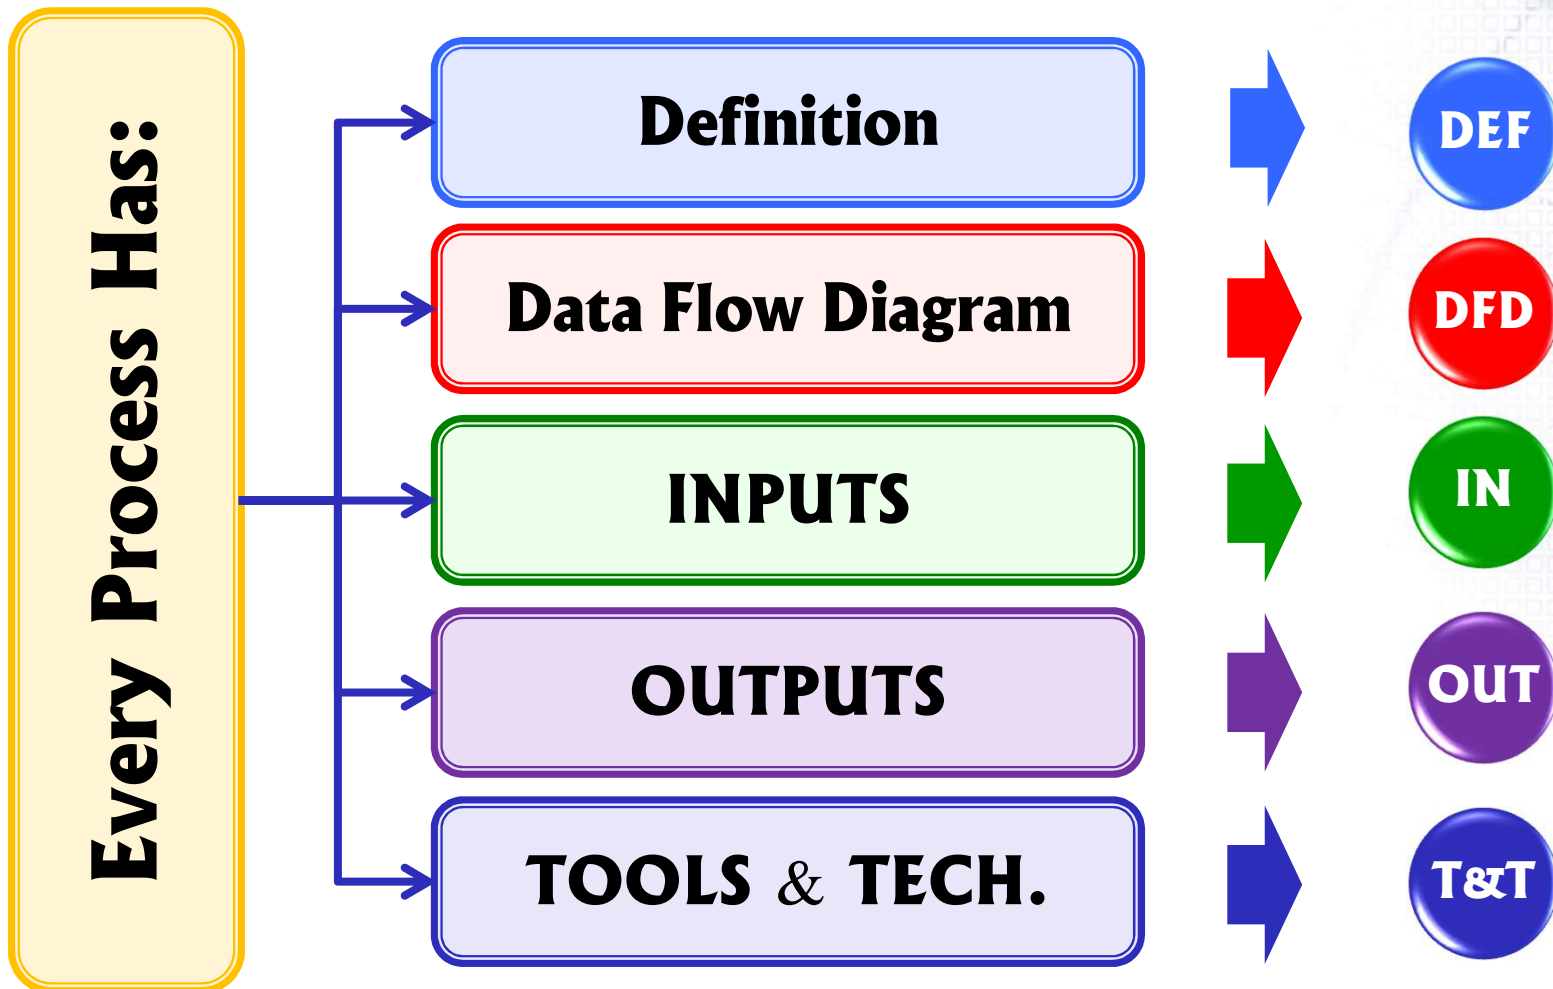 Every Process Has:
Definition
DEF
Data Flow Diagram
DFD
INPUTS
IN
OUTPUTS
OUT
TOOLS & TECH.
T&T